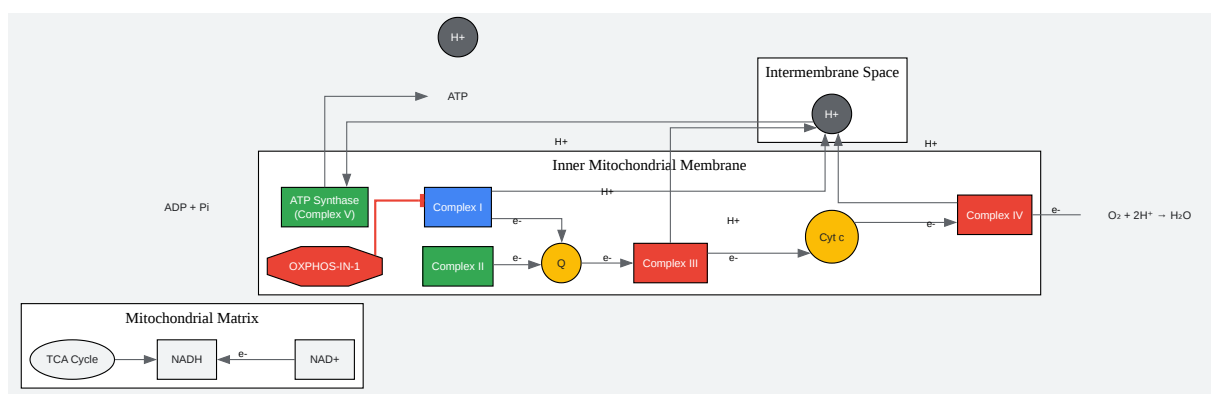 H+
Intermembrane Space
ATP
H+
H+
H+
Inner Mitochondrial Membrane
ATP Synthase
(Complex V)
Complex I
H+
ADP + Pi
Complex IV
e-
O₂ + 2H⁺ → H₂O
e-
H+
e-
Cyt c
OXPHOS-IN-1
Complex II
e-
Q
e-
Complex III
e-
Mitochondrial Matrix
TCA Cycle
NADH
e-
NAD+